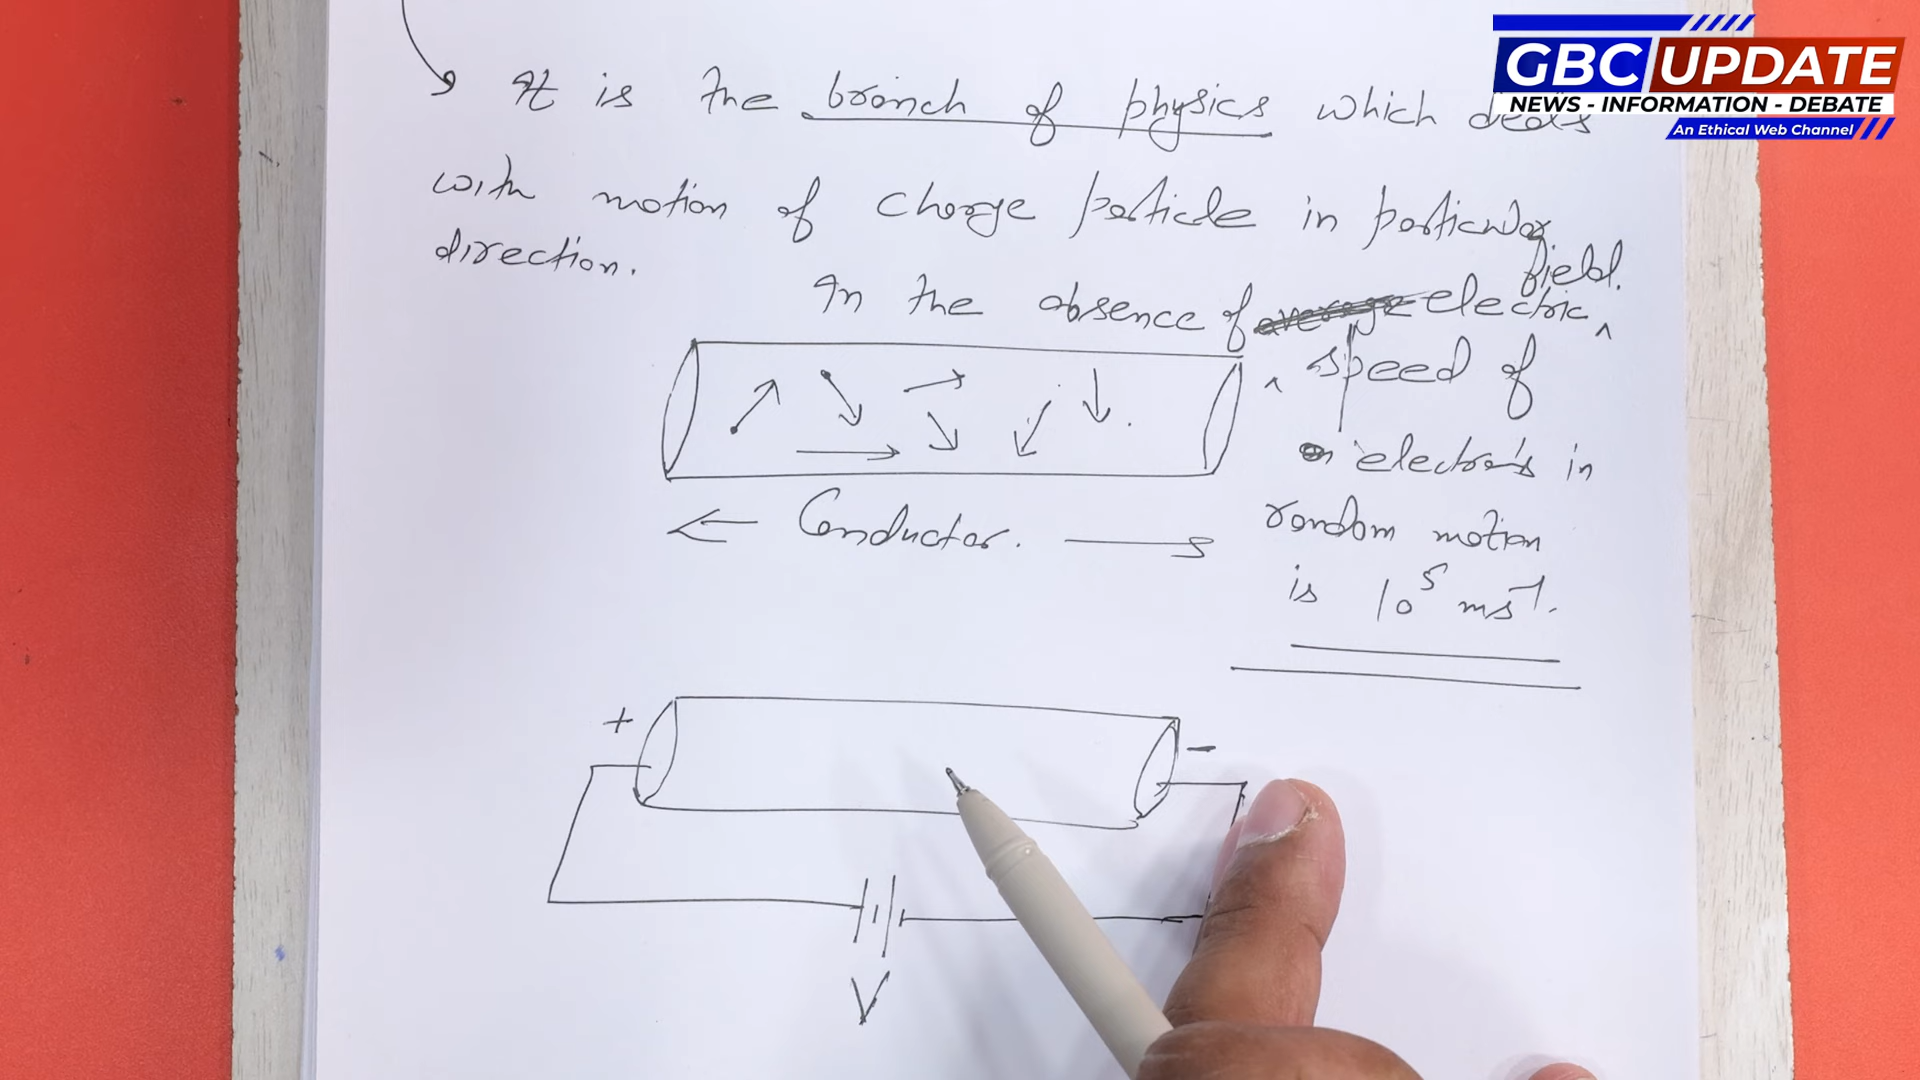 GBC UPDATE
NEWS - INFORMATION - DEBATE
An Ethical Web Channel
It is the branch of physics which deals
with motion of charge particle in particular
direction.
In the absence of average electric field.
speed of
electrons in
random motion
is 10⁵ ms⁻¹.
Conductor.
+ −
V